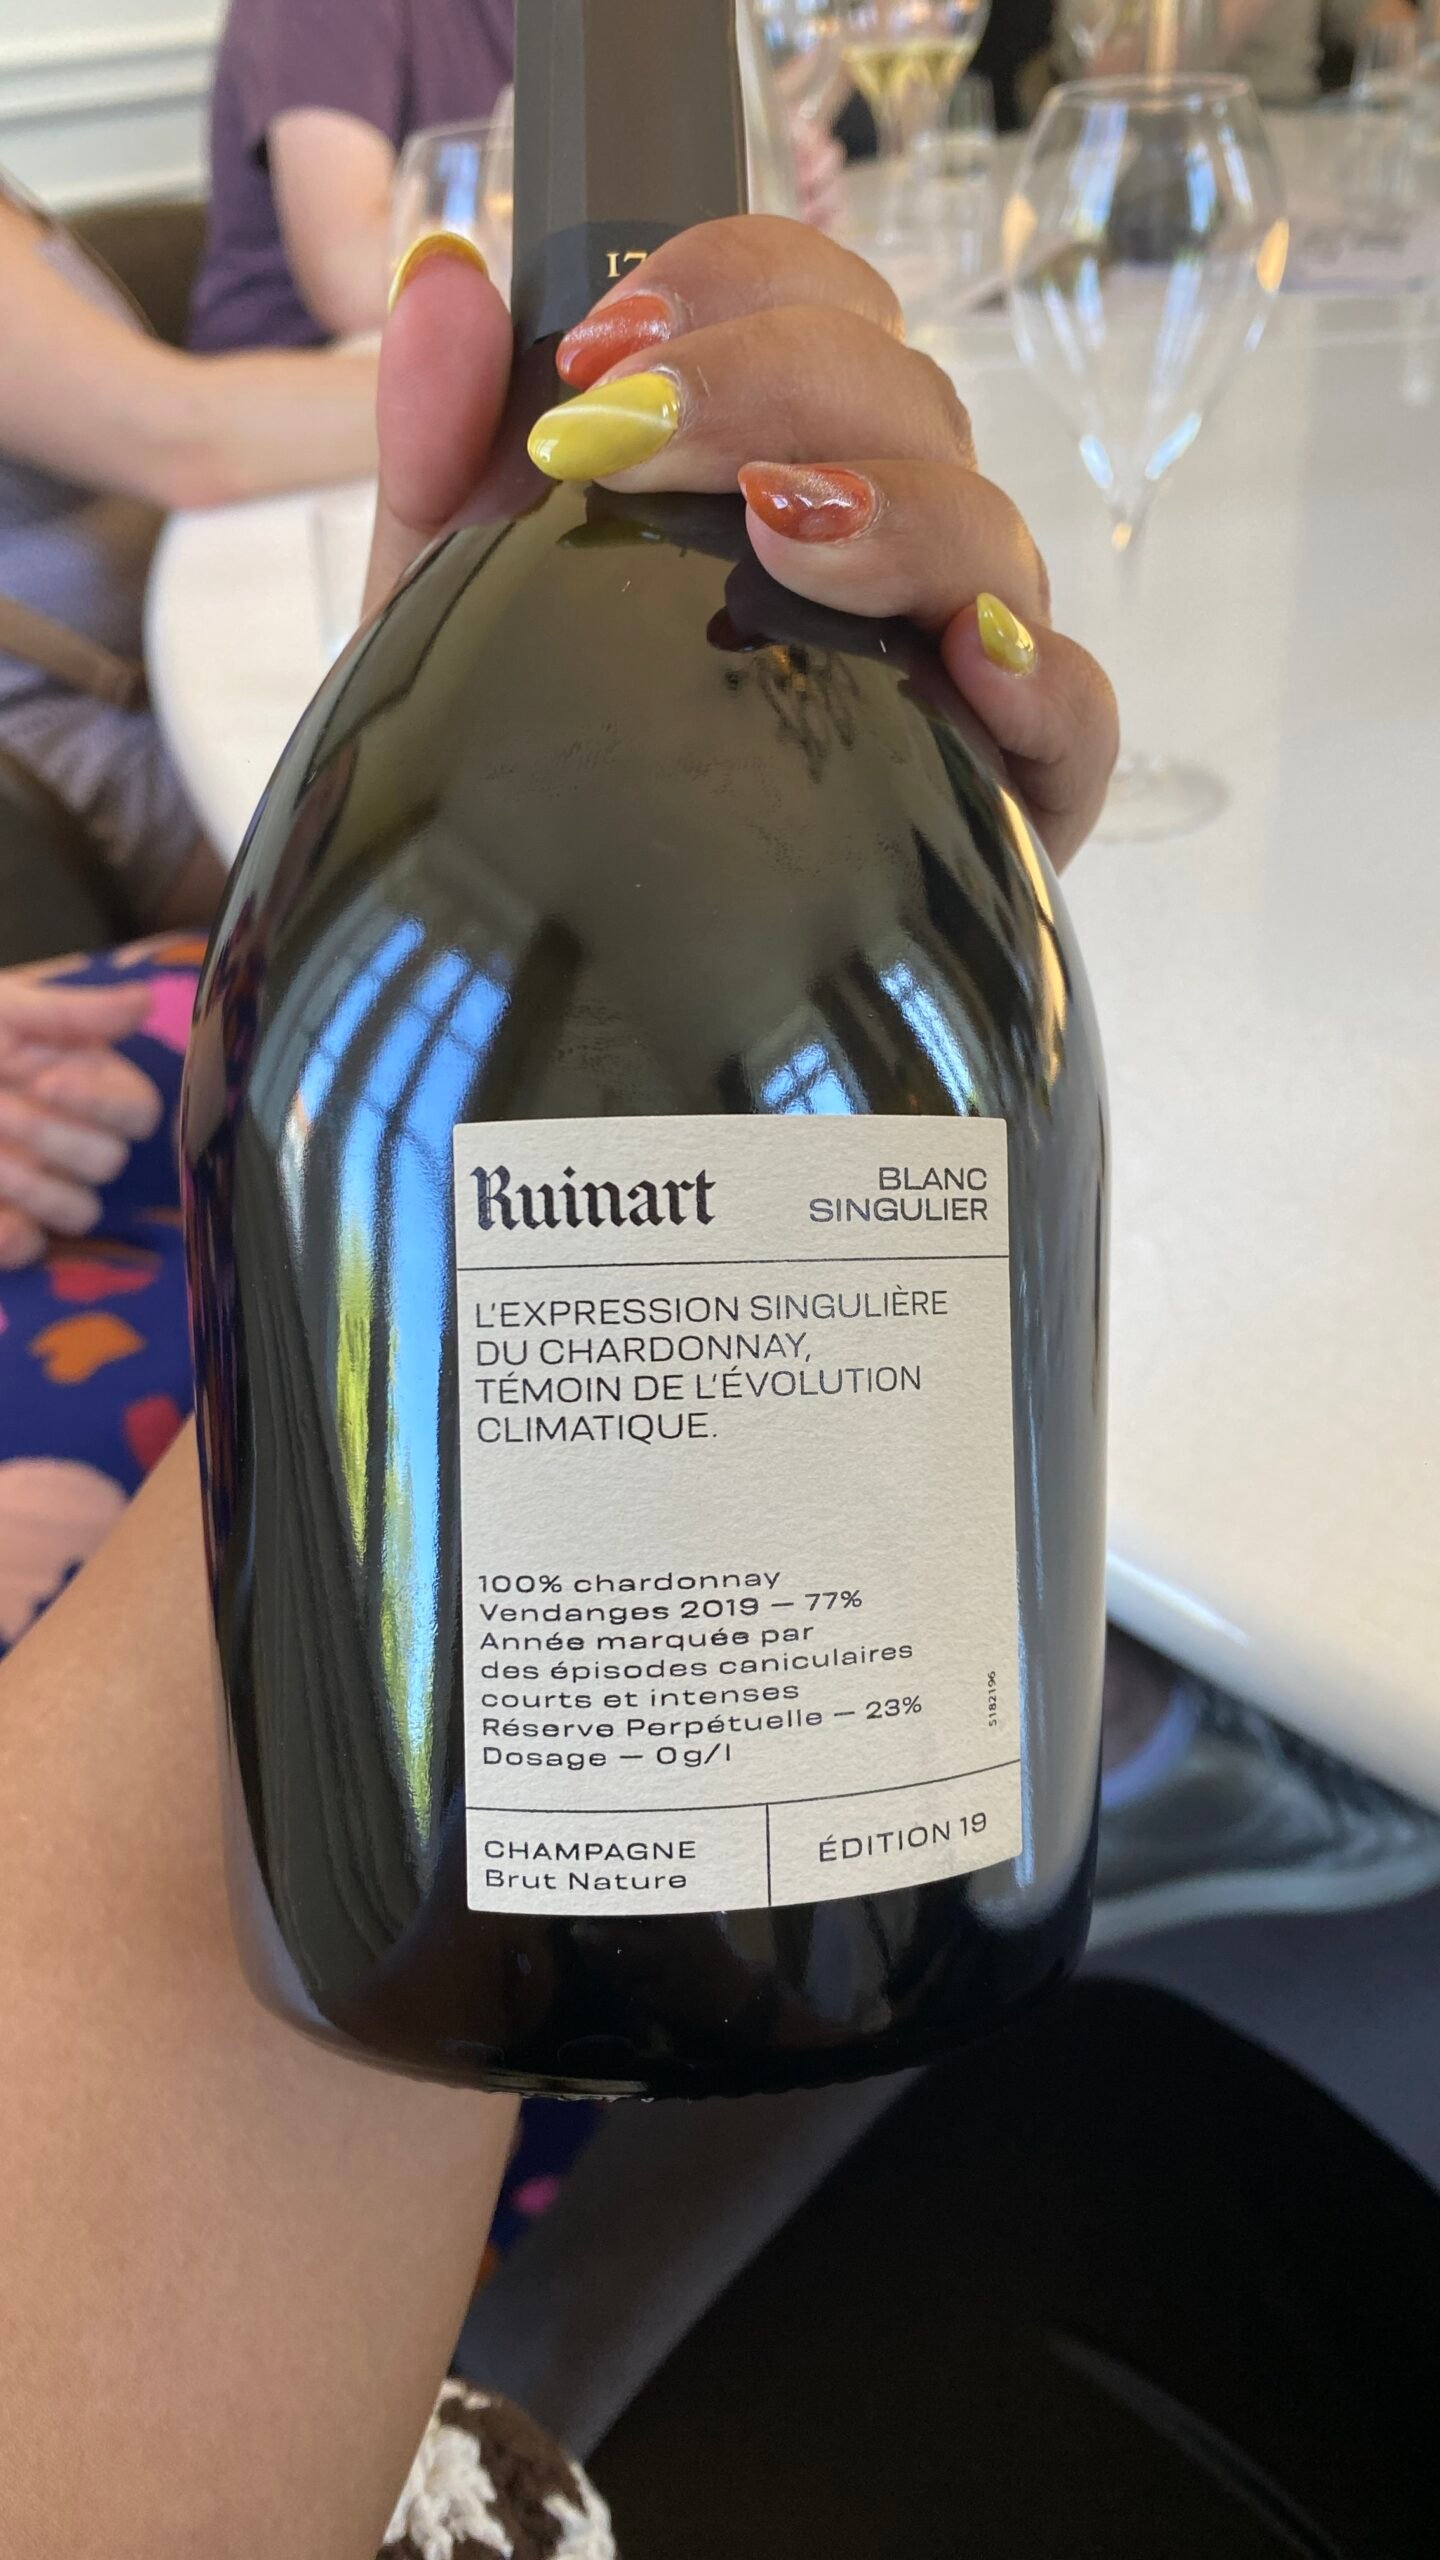 Ruinart
BLANC
SINGULIER
L'EXPRESSION SINGULIÈRE
DU CHARDONNAY,
TÉMOIN DE L'ÉVOLUTION
CLIMATIQUE.
100% chardonnay
Vendanges 2019 — 77%
Année marquée par
des épisodes caniculaires
courts et intenses
Réserve Perpétuelle — 23%
Dosage — 0g/l
5182196
CHAMPAGNE
Brut Nature
ÉDITION 19